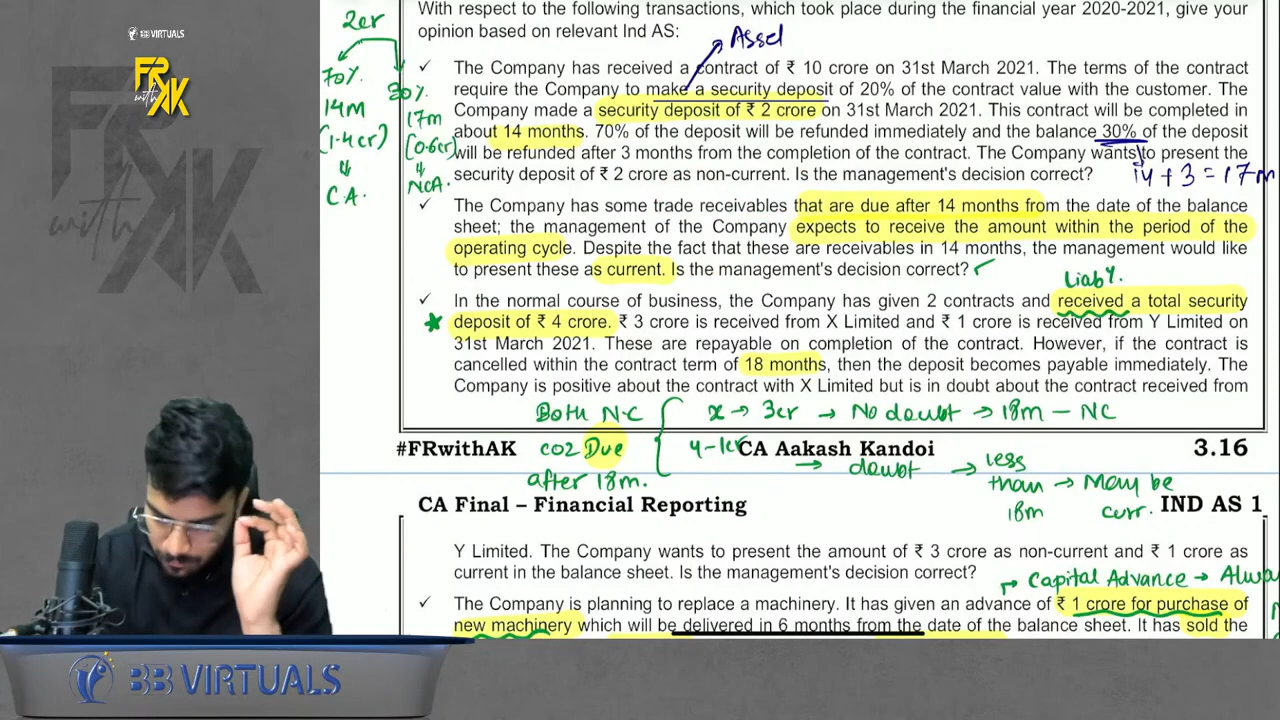 BB VIRTUALS
FR
with
AK
FR
with
AK
2cr
70%.
14m
(1.4cr)
CA.
30%.
17m
(0.6cr)
NCA.
With respect to the following transactions, which took place during the financial year 2020-2021, give your
opinion based on relevant Ind AS:
Asset
✓ The Company has received a contract of ₹ 10 crore on 31st March 2021. The terms of the contract
require the Company to make a security deposit of 20% of the contract value with the customer. The
Company made a security deposit of ₹ 2 crore on 31st March 2021. This contract will be completed in
about 14 months. 70% of the deposit will be refunded immediately and the balance 30% of the deposit
will be refunded after 3 months from the completion of the contract. The Company wants to present the
security deposit of ₹ 2 crore as non-current. Is the management's decision correct?
14 + 3 = 17m
✓ The Company has some trade receivables that are due after 14 months from the date of the balance
sheet; the management of the Company expects to receive the amount within the period of the
operating cycle. Despite the fact that these are receivables in 14 months, the management would like
to present these as current. Is the management's decision correct? ✓
Liab%.
✓ In the normal course of business, the Company has given 2 contracts and received a total security
★ deposit of ₹ 4 crore. ₹ 3 crore is received from X Limited and ₹ 1 crore is received from Y Limited on
31st March 2021. These are repayable on completion of the contract. However, if the contract is
cancelled within the contract term of 18 months, then the deposit becomes payable immediately. The
Company is positive about the contract with X Limited but is in doubt about the contract received from
Both N-C
coz Due
after 18m.
x → 3cr → No doubt → 18m - NC
y - 1cr → doubt → less than 18m → May be curr.
#FRwithAK CA Aakash Kandoi 3.16
CA Final – Financial Reporting IND AS 1
Y Limited. The Company wants to present the amount of ₹ 3 crore as non-current and ₹ 1 crore as
current in the balance sheet. Is the management's decision correct?
Capital Advance →
✓ The Company is planning to replace a machinery. It has given an advance of ₹ 1 crore for purchase of
new machinery which will be delivered in 6 months from the date of the balance sheet. It has sold the
BB VIRTUALS